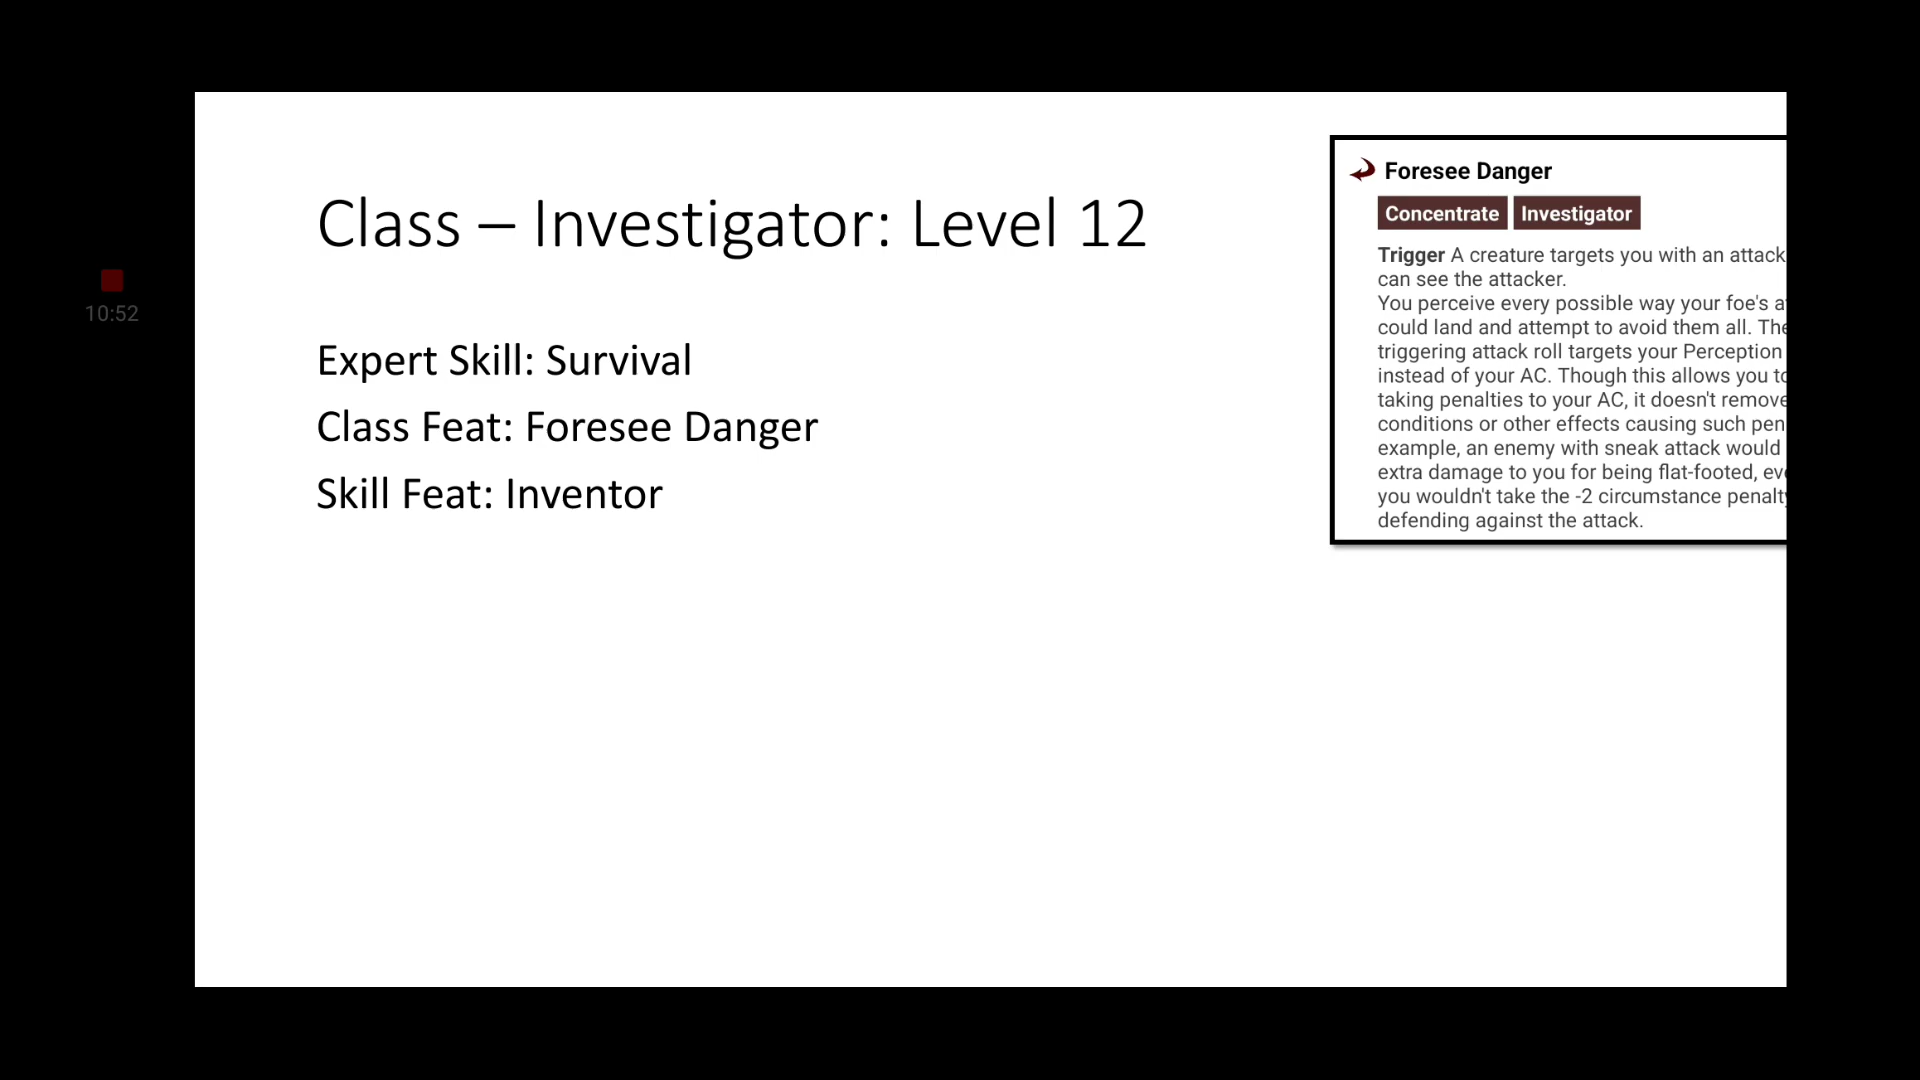 Class – Investigator: Level 12
Expert Skill: Survival
Class Feat: Foresee Danger
Skill Feat: Inventor
Foresee Danger
Concentrate Investigator
Trigger A creature targets you with an attack
can see the attacker.
You perceive every possible way your foe's
could land and attempt to avoid them all. The
triggering attack roll targets your Perception
instead of your AC. Though this allows you to
taking penalties to your AC, it doesn't remove
conditions or other effects causing such pen
example, an enemy with sneak attack would
extra damage to you for being flat-footed, eve
you wouldn't take the -2 circumstance penalty
defending against the attack.
10:52